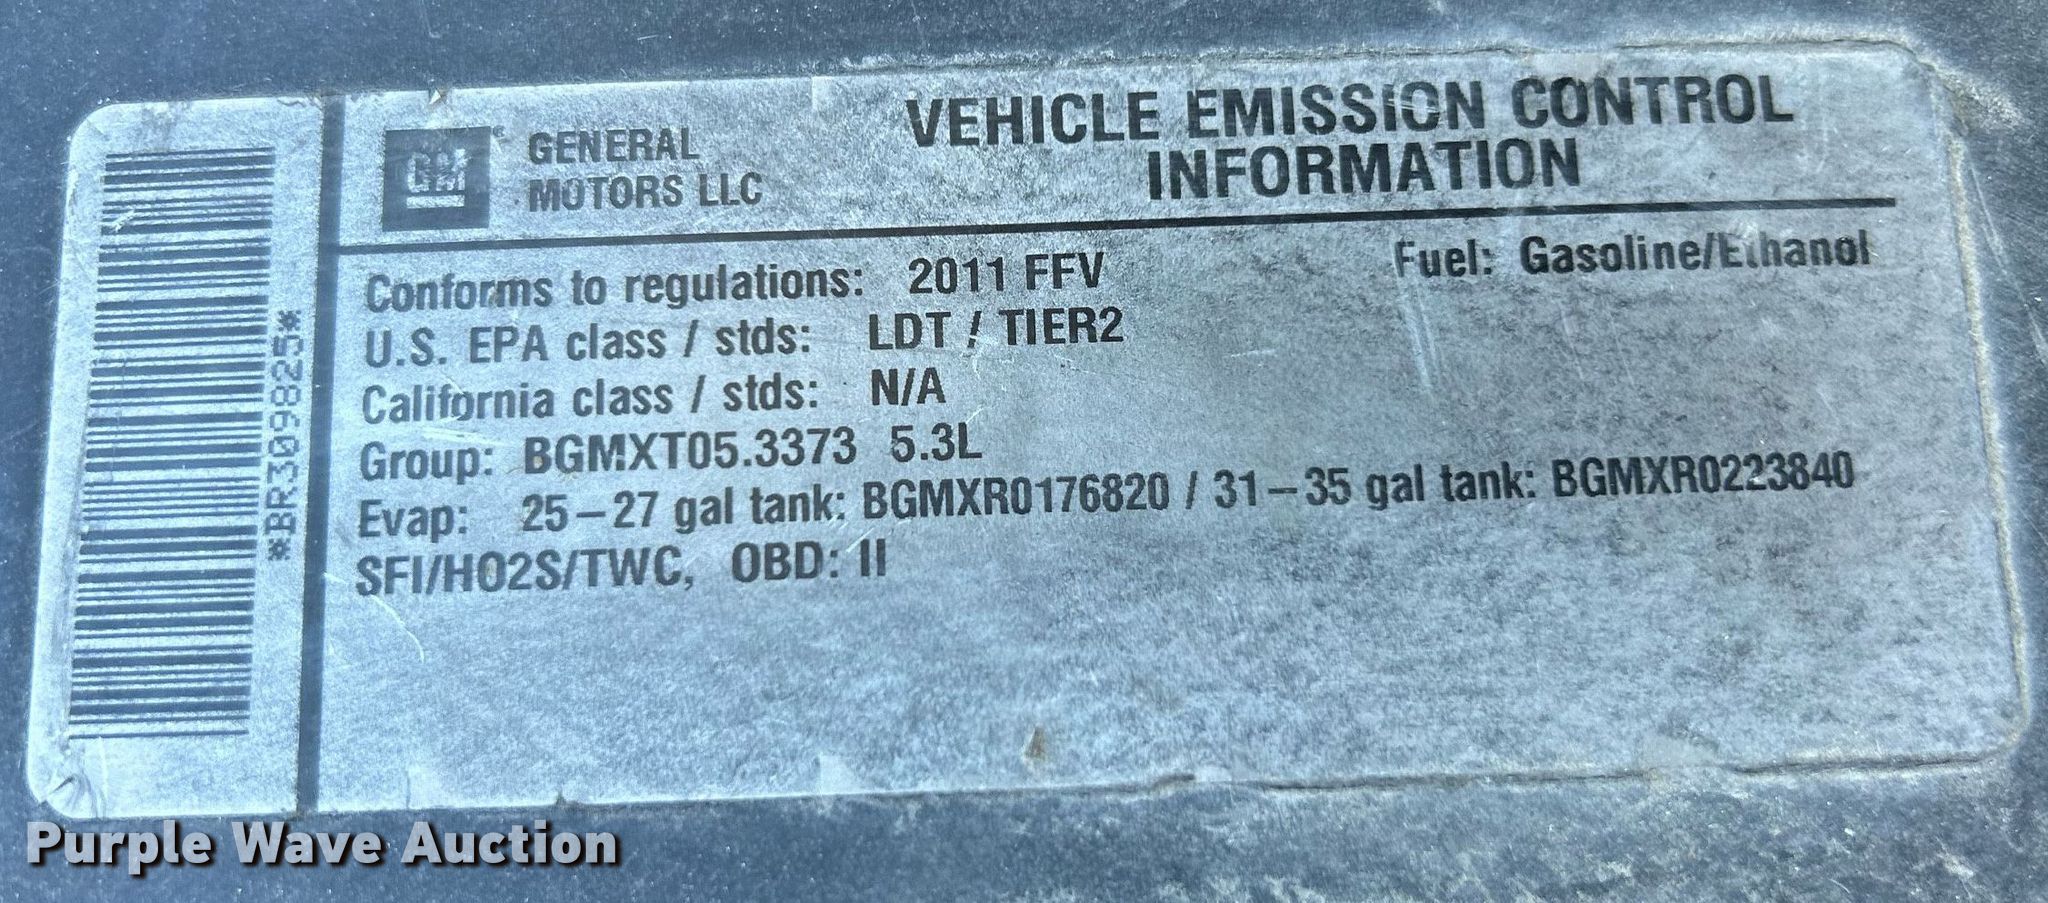 *BR309825*
GM
GENERAL
MOTORS LLC
VEHICLE EMISSION CONTROL
INFORMATION
Conforms to regulations: 2011 FFV
Fuel: Gasoline/Ethanol
U.S. EPA class / stds: LDT / TIER2
California class / stds: N/A
Group: BGMXT05.3373 5.3L
Evap: 25-27 gal tank: BGMXR0176820 / 31-35 gal tank: BGMXR0223840
SFI/HO2S/TWC, OBD: II
Purple Wave Auction